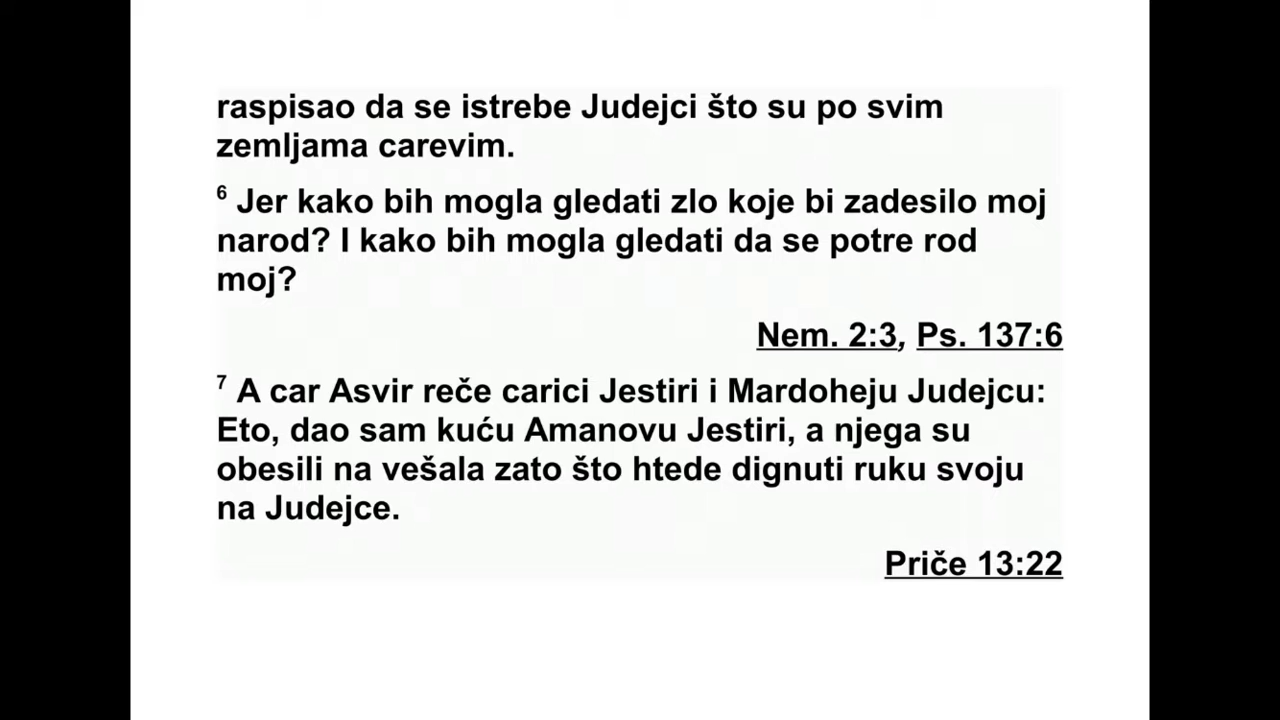 raspisao da se istrebe Judejci što su po svim
zemljama carevim.
6 Jer kako bih mogla gledati zlo koje bi zadesilo moj
narod? I kako bih mogla gledati da se potre rod
moj?
Nem. 2:3, Ps. 137:6
7 A car Asvir reče carici Jestiri i Mardoheju Judejcu:
Eto, dao sam kuću Amanovu Jestiri, a njega su
obesili na vešala zato što htede dignuti ruku svoju
na Judejce.
Priče 13:22